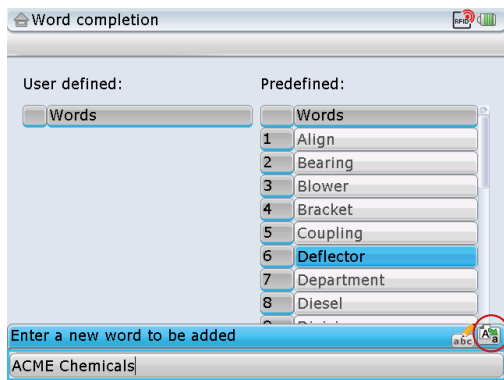 Word completion
RFID
User defined:
Predefined:
Words
Words
1 Align
2 Bearing
3 Blower
4 Bracket
5 Coupling
6 Deflector
7 Department
8 Diesel
Enter a new word to be added
abc
Aa
ACME Chemicals